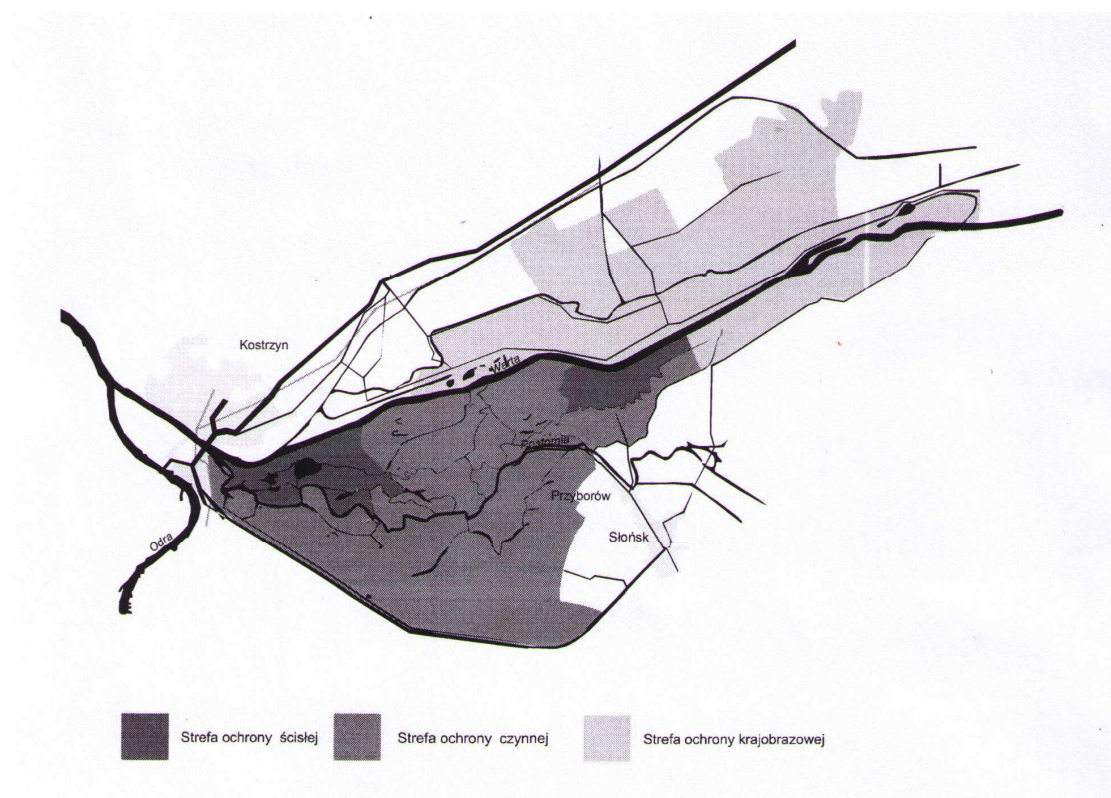 Kostrzyn
Warta
Postomia
Przyborów
Słońsk
Odra
Strefa ochrony ścisłej
Strefa ochrony czynnej
Strefa ochrony krajobrazowej